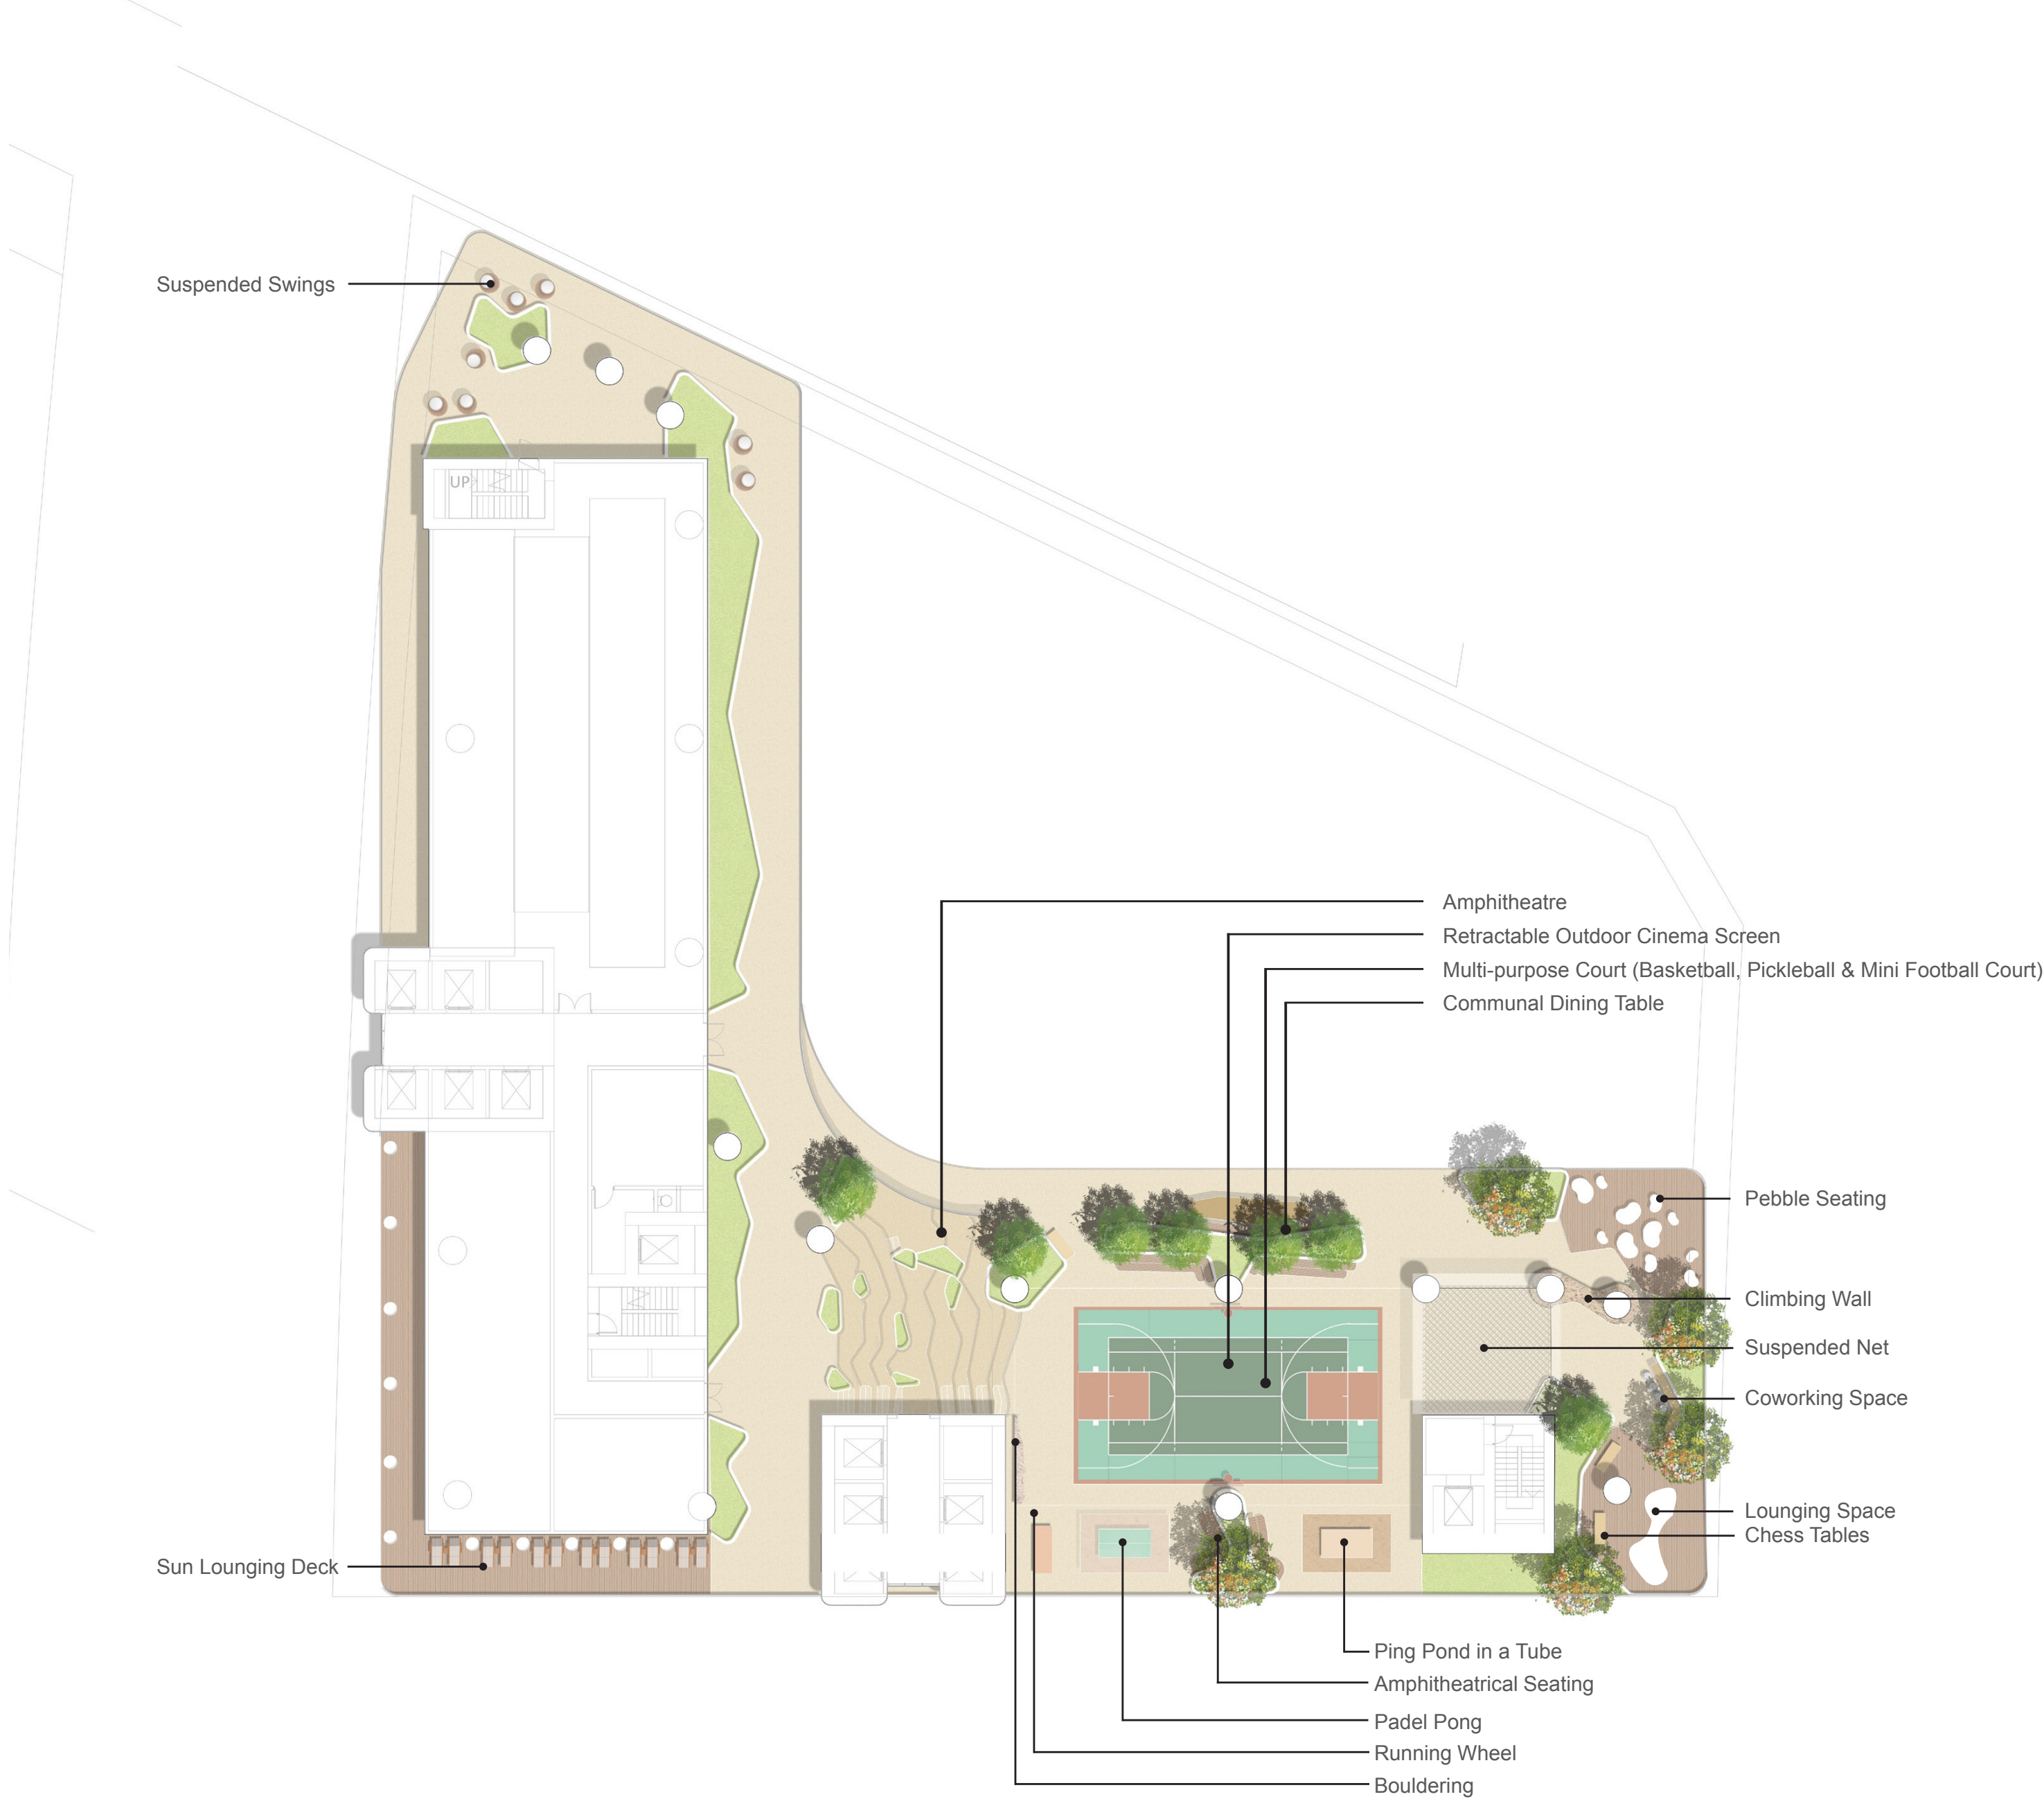 Suspended Swings
UP
Amphitheatre
Retractable Outdoor Cinema Screen
Multi-purpose Court (Basketball, Pickleball & Mini Football Court)
Communal Dining Table
Pebble Seating
Climbing Wall
Suspended Net
Coworking Space
Lounging Space
Chess Tables
Sun Lounging Deck
Ping Pond in a Tube
Amphitheatrical Seating
Padel Pong
Running Wheel
Bouldering